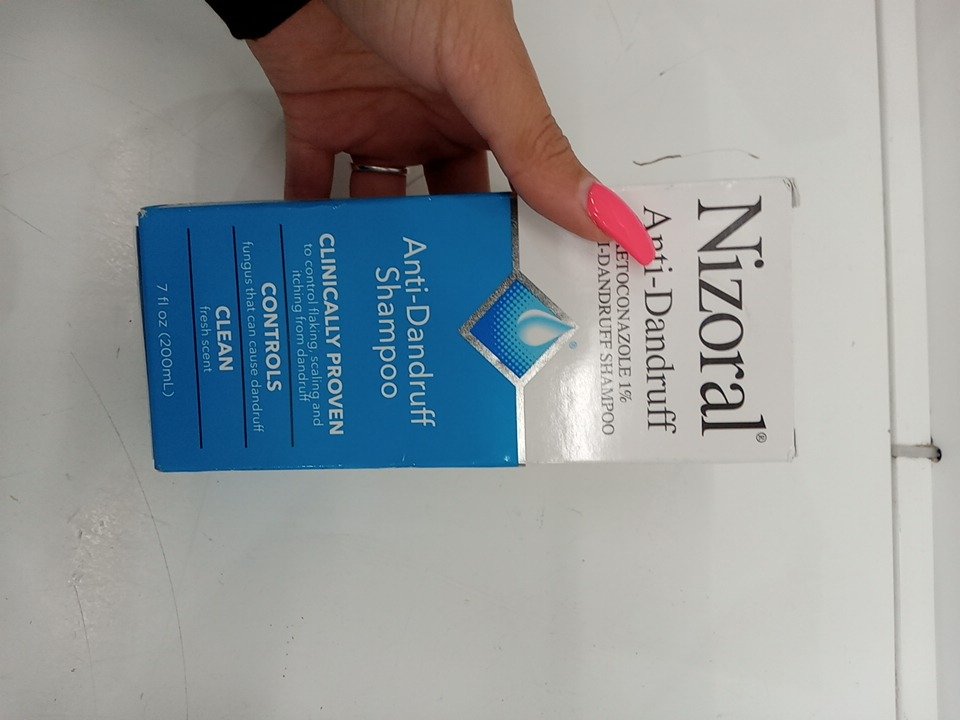 Nizoral®
Anti-Dandruff
KETOCONAZOLE 1%
I-DANDRUFF SHAMPOO
®
Anti-Dandruff
Shampoo
CLINICALLY PROVEN
to control flaking, scaling and
itching from dandruff
CONTROLS
fungus that can cause dandruff
CLEAN
fresh scent
7 fl oz (200mL)